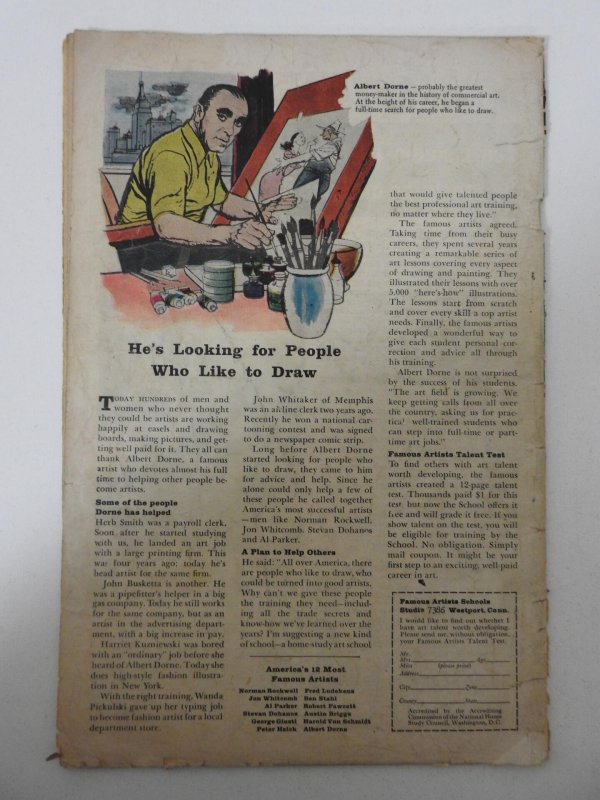 Albert Dorne – probably the greatest
money-maker in the history of commercial art.
At the height of his career, he began a
full-time search for people who like to draw.
He's Looking for People
Who Like to Draw
TODAY HUNDREDS of men and
women who never thought
they could be artists are working
happily at easels and drawing
boards, making pictures, and get-
ting well paid for it. They all can
thank Albert Dorne, a famous
artist who devotes almost his full
time to helping other people be-
come artists.
Some of the people
Dorne has helped
Herb Smith was a payroll clerk.
Soon after he started studying
with us, he landed an art job
with a large printing firm. This
was four years ago: today he's
head artist for the same firm.
John Busketta is another. He
was a pipefitter's helper in a big
gas company. Today he still works
for the same company, but as an
artist in the advertising depart-
ment, with a big increase in pay.
Harriet Kuzniewski was bored
with an "ordinary" job before she
heard of Albert Dorne. Today she
does high-style fashion illustra-
tion in New York.
With the right training, Wanda
Pickulski gave up her typing job
to become fashion artist for a local
department store.
John Whitaker of Memphis
was an airline clerk two years ago.
Recently he won a national car-
tooning contest and was signed
to do a newspaper comic strip.
Long before Albert Dorne
started looking for people who
like to draw, they came to him
for advice and help. Since he
alone could only help a few of
these people he called together
America's most successful artists
—men like Norman Rockwell,
Jon Whitcomb, Stevan Dohanos
and Al Parker.
A Plan to Help Others
He said: "All over America, there
are people who like to draw, who
could be turned into good artists.
Why can't we give these people
the training they need—includ-
ing all the trade secrets and
know-how we've learned over the
years? I'm suggesting a new kind
of school—a home-study art school
America's 12 Most
Famous Artists
Norman Rockwell Fred Ludekens
Jon Whitcomb Ben Stahl
Al Parker Robert Fawcett
Stevan Dohanos Austin Briggs
George Giusti Harold Von Schmidt
Peter Helck Albert Dorne
that would give talented people
the best professional art training,
no matter where they live."
The famous artists agreed.
Taking time from their busy
careers, they spent several years
creating a remarkable series of
art lessons covering every aspect
of drawing and painting. They
illustrated their lessons with over
5,000 "here's-how" illustrations.
The lessons start from scratch
and cover every skill a top artist
needs. Finally, the famous artists
developed a wonderful way to
give each student personal cor-
rection and advice all through
his training.
Albert Dorne is not surprised
by the success of his students.
"The art field is growing. We
keep getting calls from all over
the country, asking us for prac-
tical well-trained students who
can step into full-time or part-
time art jobs."
Famous Artists Talent Test
To find others with art talent
worth developing, the famous
artists created a 12-page talent
test. Thousands paid $1 for this
test, but now the School offers it
free and will grade it free. If you
show talent on the test, you will
be eligible for training by the
School. No obligation. Simply
mail coupon. It might be your
first step to an exciting, well-paid
career in art.
Famous Artists Schools
Studio 7386 Westport, Conn.
I would like to find out whether I
have art talent worth developing.
Please send me, without obligation,
your Famous Artists Talent Test.
Mr.
Mrs. Age
Miss (please print)
Address
City Zone
County State
Accredited by the Accrediting
Commission of the National Home
Study Council, Washington, D.C.